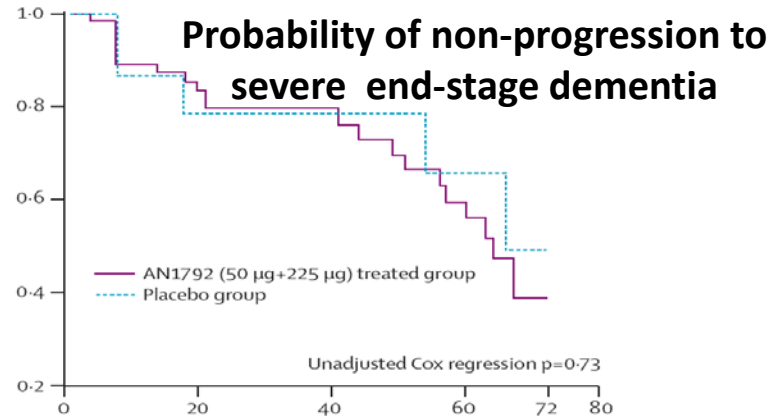 Probability of non-progression to
severe end-stage dementia
1·0
0·8
0·6
0·4
0·2
AN1792 (50 µg+225 µg) treated group
Placebo group
Unadjusted Cox regression p=0·73
0 20 40 60 72 80